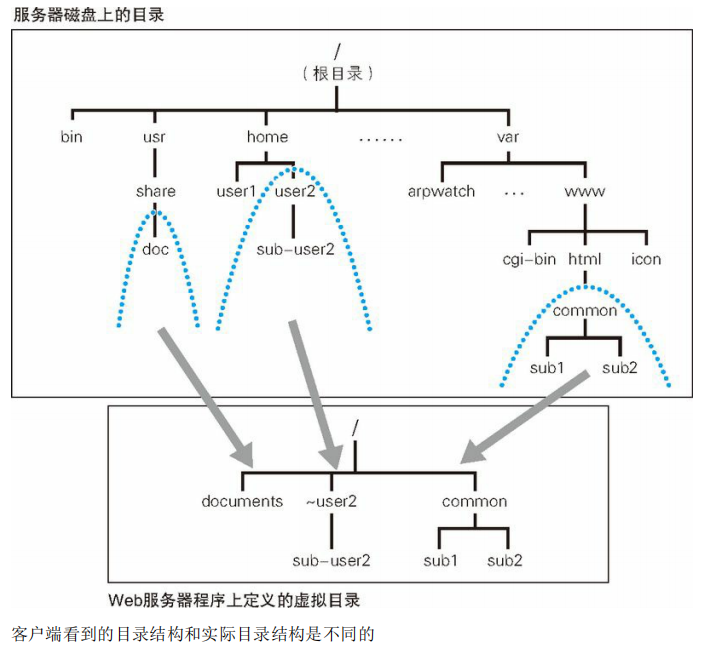 服务器磁盘上的目录
/
（根目录）
bin usr home ...... var
share user1 user2 arpwatch ... www
doc sub-user2 cgi-bin html icon
common
sub1 sub2
/
documents ~user2 common
sub-user2 sub1 sub2
Web服务器程序上定义的虚拟目录
客户端看到的目录结构和实际目录结构是不同的